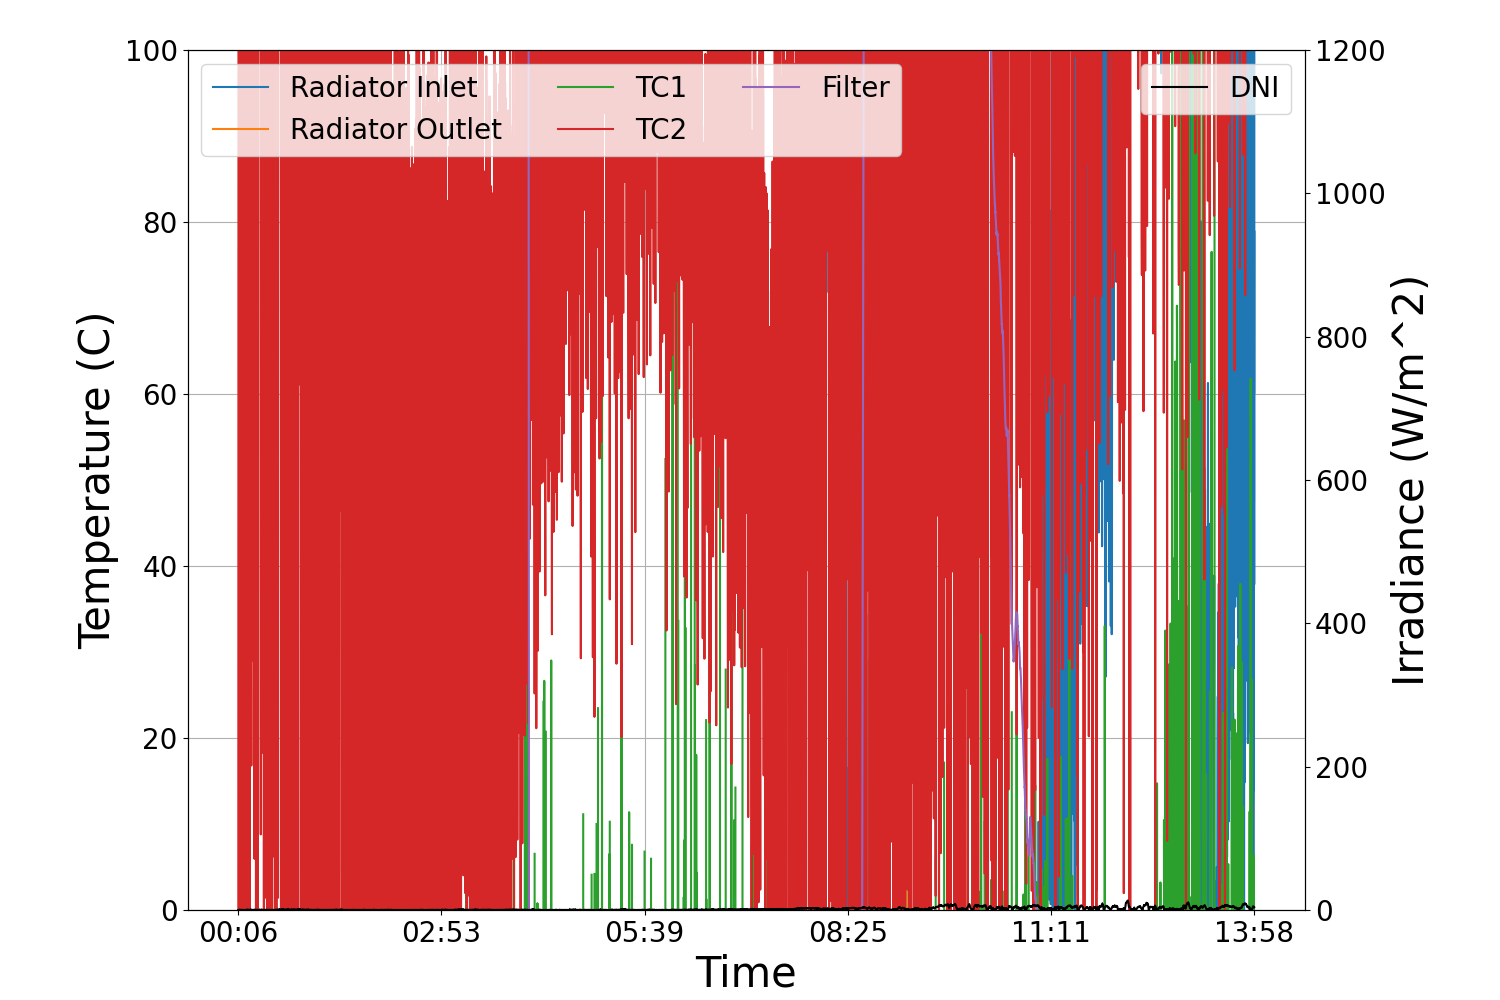 100
80
60
40
20
0
Temperature (C)
Radiator Inlet
Radiator Outlet
TC1
TC2
Filter
DNI
1200
1000
800
600
400
200
0
Irradiance (W/m^2)
00:06
02:53
05:39
08:25
11:11
13:58
Time